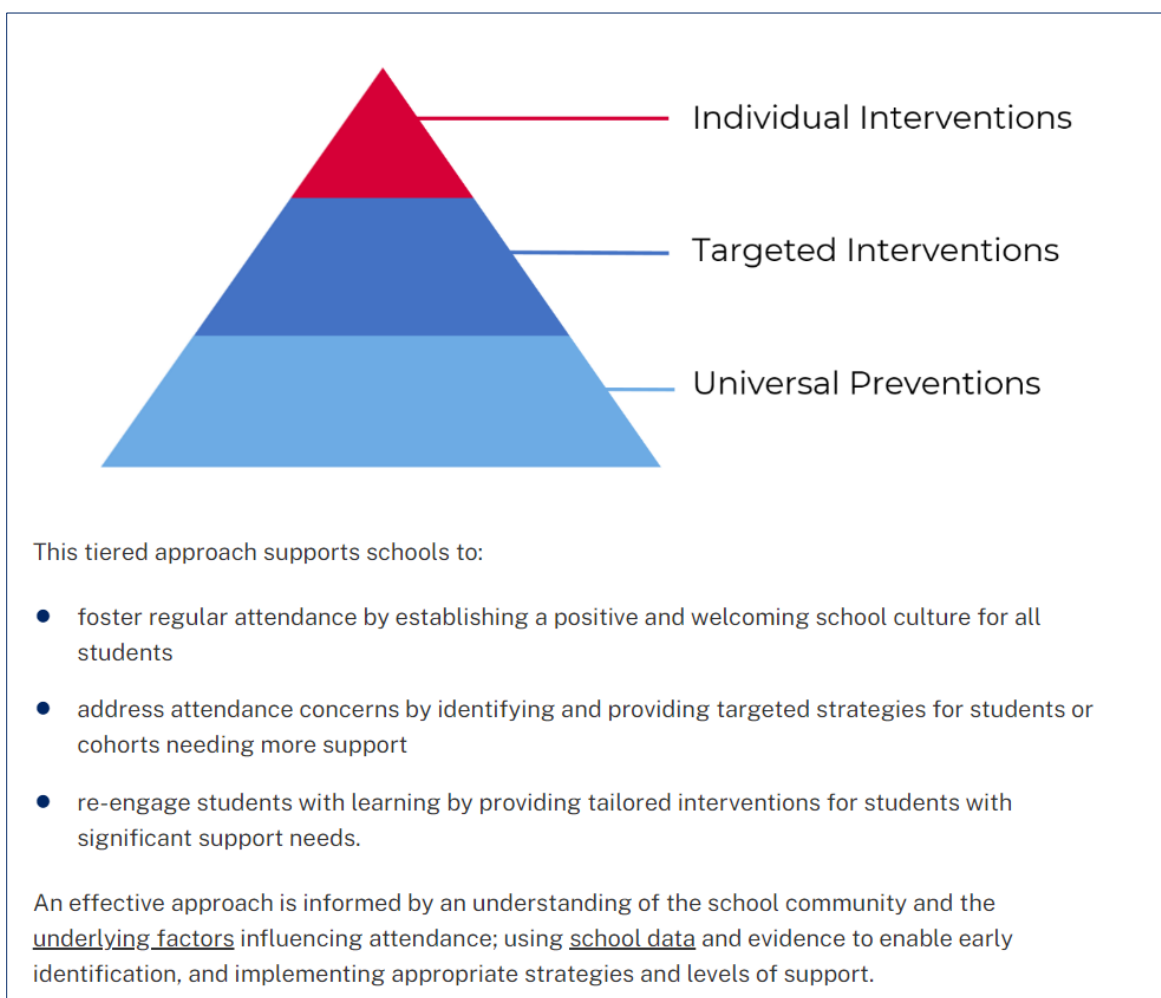 Individual Interventions
Targeted Interventions
Universal Preventions
This tiered approach supports schools to:
foster regular attendance by establishing a positive and welcoming school culture for all
students
address attendance concerns by identifying and providing targeted strategies for students or
cohorts needing more support
re-engage students with learning by providing tailored interventions for students with
significant support needs.
An effective approach is informed by an understanding of the school community and the
underlying factors influencing attendance; using school data and evidence to enable early
identification, and implementing appropriate strategies and levels of support.